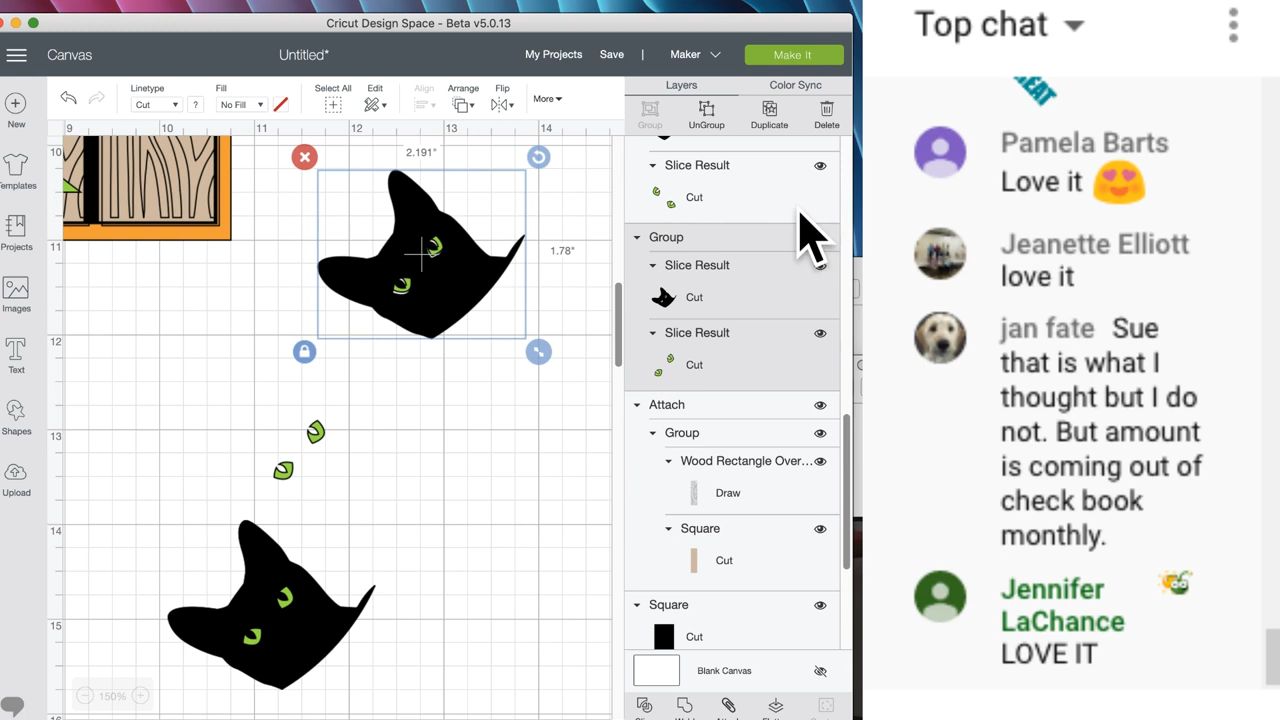 Cricut Design Space - Beta v5.0.13
Canvas
Untitled*
My Projects Save | Maker Make It
Linetype
Cut ?
Fill
No Fill
Select All
Edit
Align
Arrange
Flip
More
Layers Color Sync
Group UnGroup Duplicate Delete
New
Templates
Projects
Images
Text
Shapes
Upload
9 10 11 12 13 14
10
11
12
13
14
15
2.191"
1.78"
150%
Slice Result
Cut
Group
Slice Result
Cut
Slice Result
Cut
Attach
Group
Wood Rectangle Over...
Draw
Square
Cut
Square
Cut
Blank Canvas
Top chat
EAT
Pamela Barts
Love it 😍
Jeanette Elliott
love it
jan fate Sue
that is what I
thought but I do
not. But amount
is coming out of
check book
monthly.
Jennifer
LaChance
LOVE IT